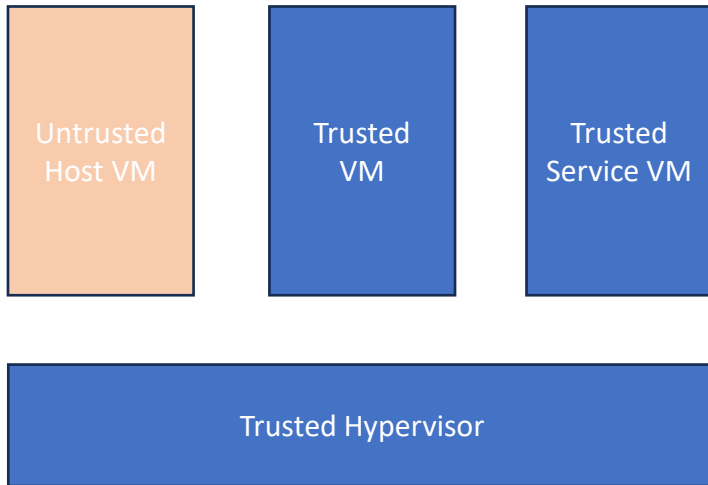 Untrusted
Host VM
Trusted
VM
Trusted
Service VM
Trusted Hypervisor